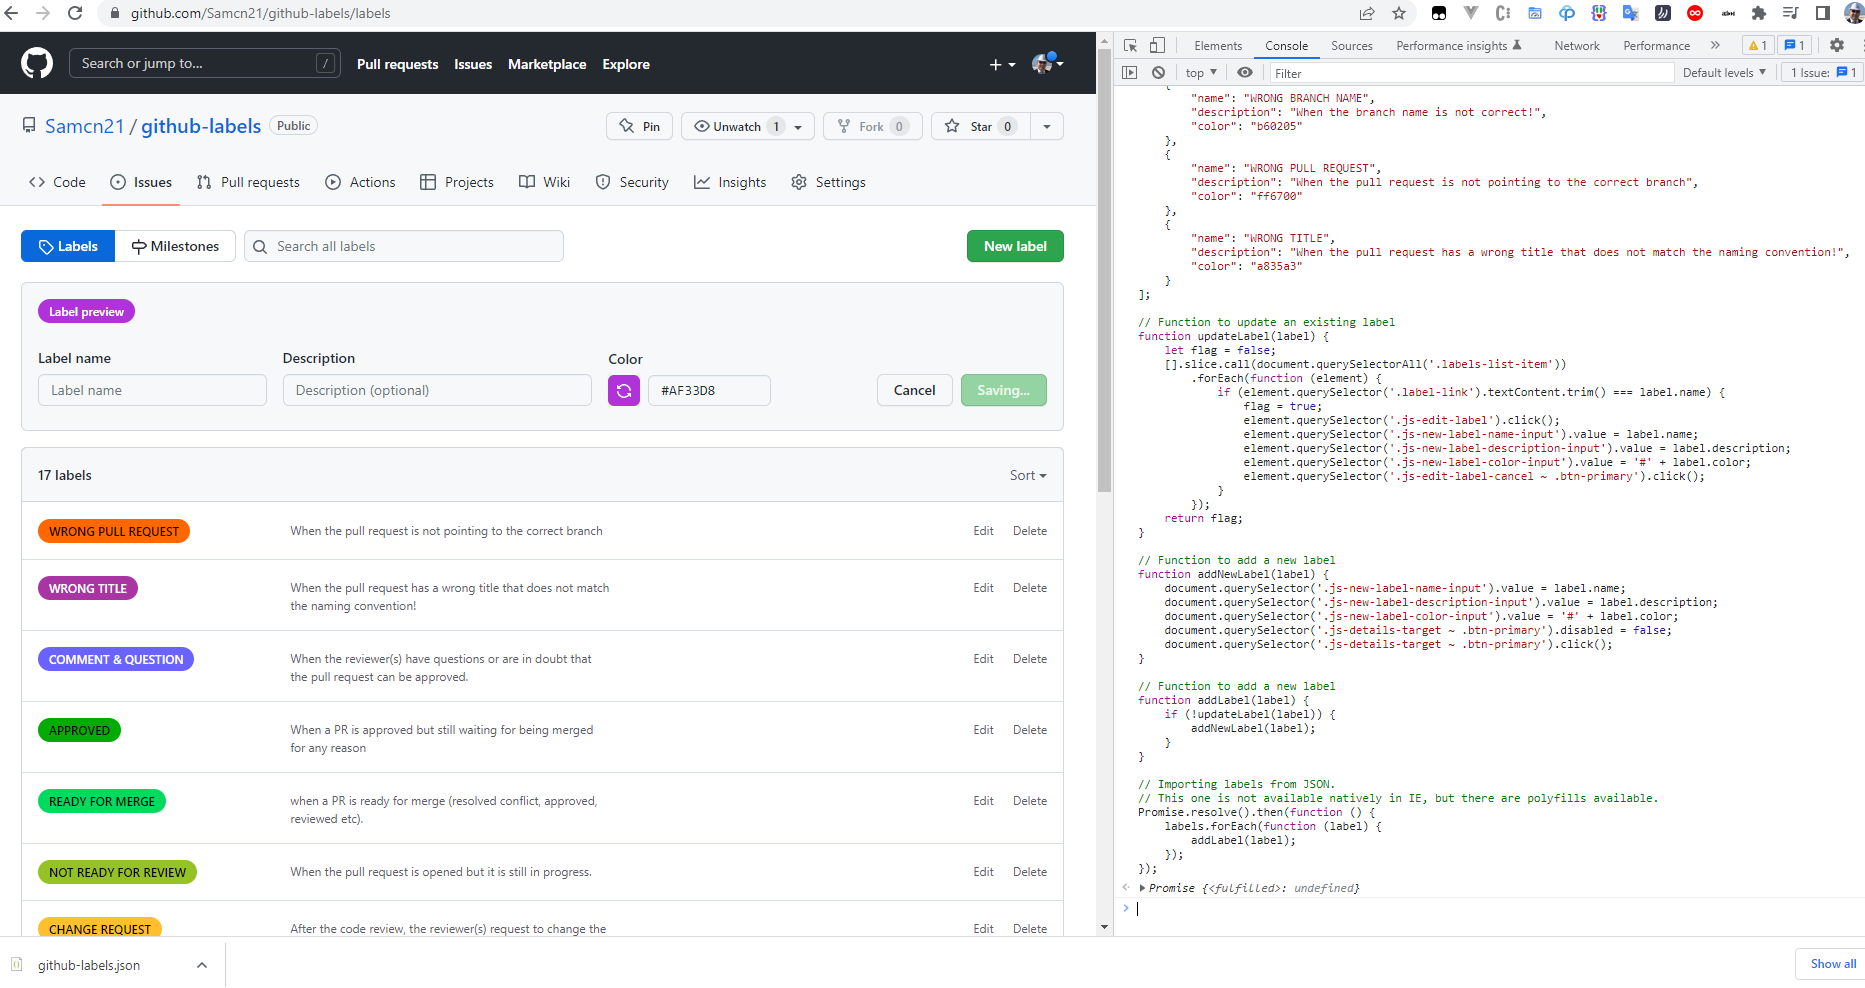 github.com/Samcn21/github-labels/labels
Search or jump to... /
Pull requests Issues Marketplace Explore
Samcn21 / github-labels Public
Pin Unwatch 1 Fork 0 Star 0
Code Issues Pull requests Actions Projects Wiki Security Insights Settings
Labels Milestones Search all labels New label
Label preview
Label name Description Color
Label name Description (optional) #AF33D8 Cancel Saving...
17 labels Sort
WRONG PULL REQUEST When the pull request is not pointing to the correct branch Edit Delete
WRONG TITLE When the pull request has a wrong title that does not match Edit Delete
the naming convention!
COMMENT & QUESTION When the reviewer(s) have questions or are in doubt that Edit Delete
the pull request can be approved.
APPROVED When a PR is approved but still waiting for being merged Edit Delete
for any reason
READY FOR MERGE when a PR is ready for merge (resolved conflict, approved, Edit Delete
reviewed etc).
NOT READY FOR REVIEW When the pull request is opened but it is still in progress. Edit Delete
CHANGE REQUEST After the code review, the reviewer(s) request to change the Edit Delete
Elements Console Sources Performance insights Network Performance » 1 1
top Filter Default levels 1 Issue: 1
{
"name": "WRONG BRANCH NAME",
"description": "When the branch name is not correct!",
"color": "b60205"
},
{
"name": "WRONG PULL REQUEST",
"description": "When the pull request is not pointing to the correct branch",
"color": "ff6700"
},
{
"name": "WRONG TITLE",
"description": "When the pull request has a wrong title that does not match the naming convention!",
"color": "a835a3"
}
];
// Function to update an existing label
function updateLabel(label) {
let flag = false;
[].slice.call(document.querySelectorAll('.labels-list-item'))
.forEach(function (element) {
if (element.querySelector('.label-link').textContent.trim() === label.name) {
flag = true;
element.querySelector('.js-edit-label').click();
element.querySelector('.js-new-label-name-input').value = label.name;
element.querySelector('.js-new-label-description-input').value = label.description;
element.querySelector('.js-new-label-color-input').value = '#' + label.color;
element.querySelector('.js-edit-label-cancel ~ .btn-primary').click();
}
});
return flag;
}
// Function to add a new label
function addNewLabel(label) {
document.querySelector('.js-new-label-name-input').value = label.name;
document.querySelector('.js-new-label-description-input').value = label.description;
document.querySelector('.js-new-label-color-input').value = '#' + label.color;
document.querySelector('.js-details-target ~ .btn-primary').disabled = false;
document.querySelector('.js-details-target ~ .btn-primary').click();
}
// Function to add a new label
function addLabel(label) {
if (!updateLabel(label)) {
addNewLabel(label);
}
}
// Importing labels from JSON.
// This one is not available natively in IE, but there are polyfills available.
Promise.resolve().then(function () {
labels.forEach(function (label) {
addLabel(label);
});
});
Promise {<fulfilled>: undefined}
>
github-labels.json Show all